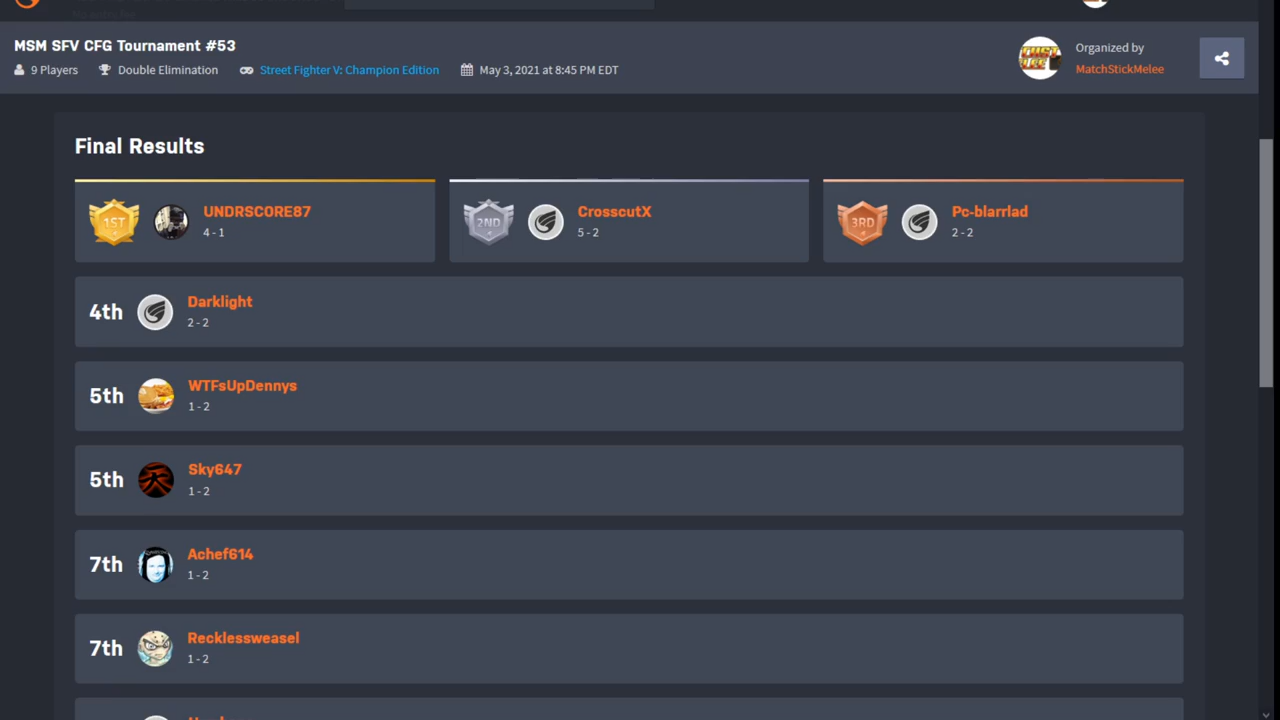 MSM SFV CFG Tournament #53
9 Players Double Elimination Street Fighter V: Champion Edition May 3, 2021 at 8:45 PM EDT
Organized by
MatchStickMelee
Final Results
1ST UNDRSCORE87
4 - 1
2ND CrosscutX
5 - 2
3RD Pc-blarrlad
2 - 2
4th Darklight
2 - 2
5th WTFsUpDennys
1 - 2
5th Sky647
1 - 2
7th Achef614
1 - 2
7th Recklessweasel
1 - 2